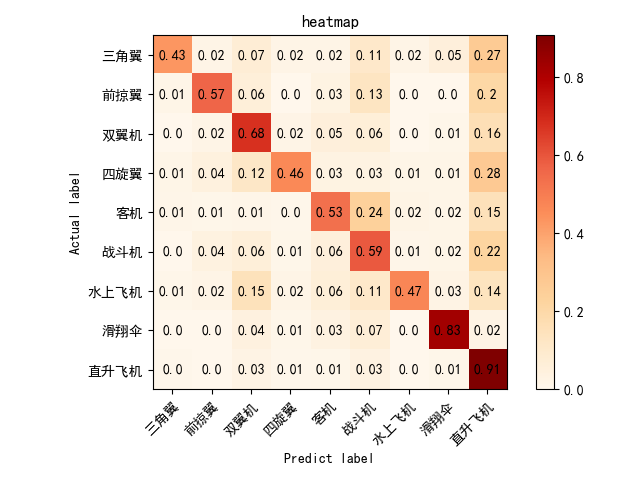 heatmap
三角翼 0.43 0.02 0.07 0.02 0.02 0.11 0.02 0.05 0.27
前掠翼 0.01 0.57 0.06 0.0 0.03 0.13 0.0 0.0 0.2
双翼机 0.0 0.02 0.68 0.02 0.05 0.06 0.0 0.01 0.16
四旋翼 0.01 0.04 0.12 0.46 0.03 0.03 0.01 0.01 0.28
客机 0.01 0.01 0.01 0.0 0.53 0.24 0.02 0.02 0.15
战斗机 0.0 0.04 0.06 0.01 0.06 0.59 0.01 0.02 0.22
水上飞机 0.01 0.02 0.15 0.02 0.06 0.11 0.47 0.03 0.14
滑翔伞 0.0 0.0 0.04 0.01 0.03 0.07 0.0 0.83 0.02
直升飞机 0.0 0.0 0.03 0.01 0.01 0.03 0.0 0.01 0.91
三角翼 前掠翼 双翼机 四旋翼 客机 战斗机 水上飞机 滑翔伞 直升飞机
Predict label
Actual label
0.8
0.6
0.4
0.2
0.0